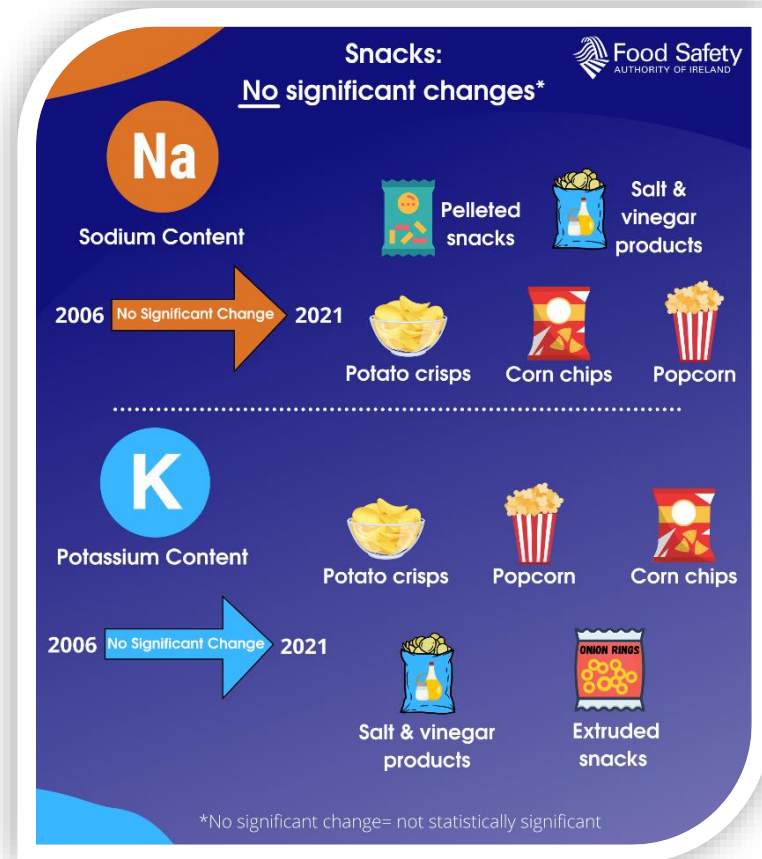 Snacks:
No significant changes*
Food Safety
AUTHORITY OF IRELAND
Na
Sodium Content
Pelleted
snacks
Salt &
vinegar
products
2006
No Significant Change
2021
Potato crisps
Corn chips
Popcorn
K
Potassium Content
Potato crisps
Popcorn
Corn chips
2006
No Significant Change
2021
Salt & vinegar
products
ONION RINGS
Extruded
snacks
*No significant change= not statistically significant